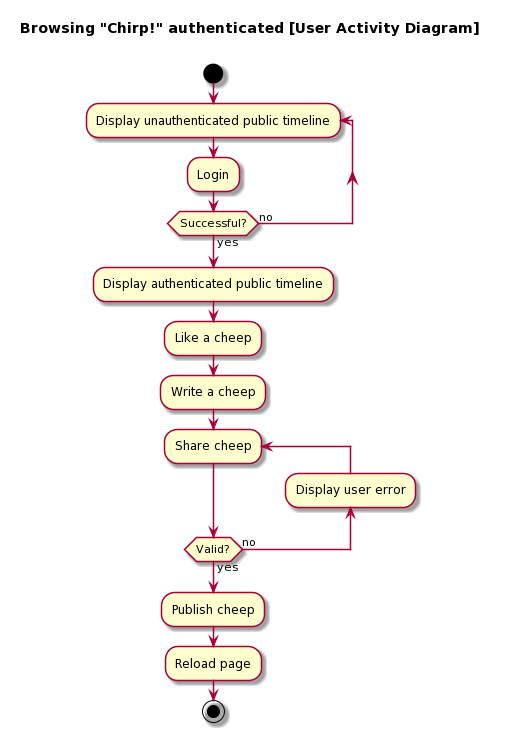 Browsing "Chirp!" authenticated [User Activity Diagram]
Display unauthenticated public timeline
Login
Successful?
no
yes
Display authenticated public timeline
Like a cheep
Write a cheep
Share cheep
Display user error
Valid?
no
yes
Publish cheep
Reload page